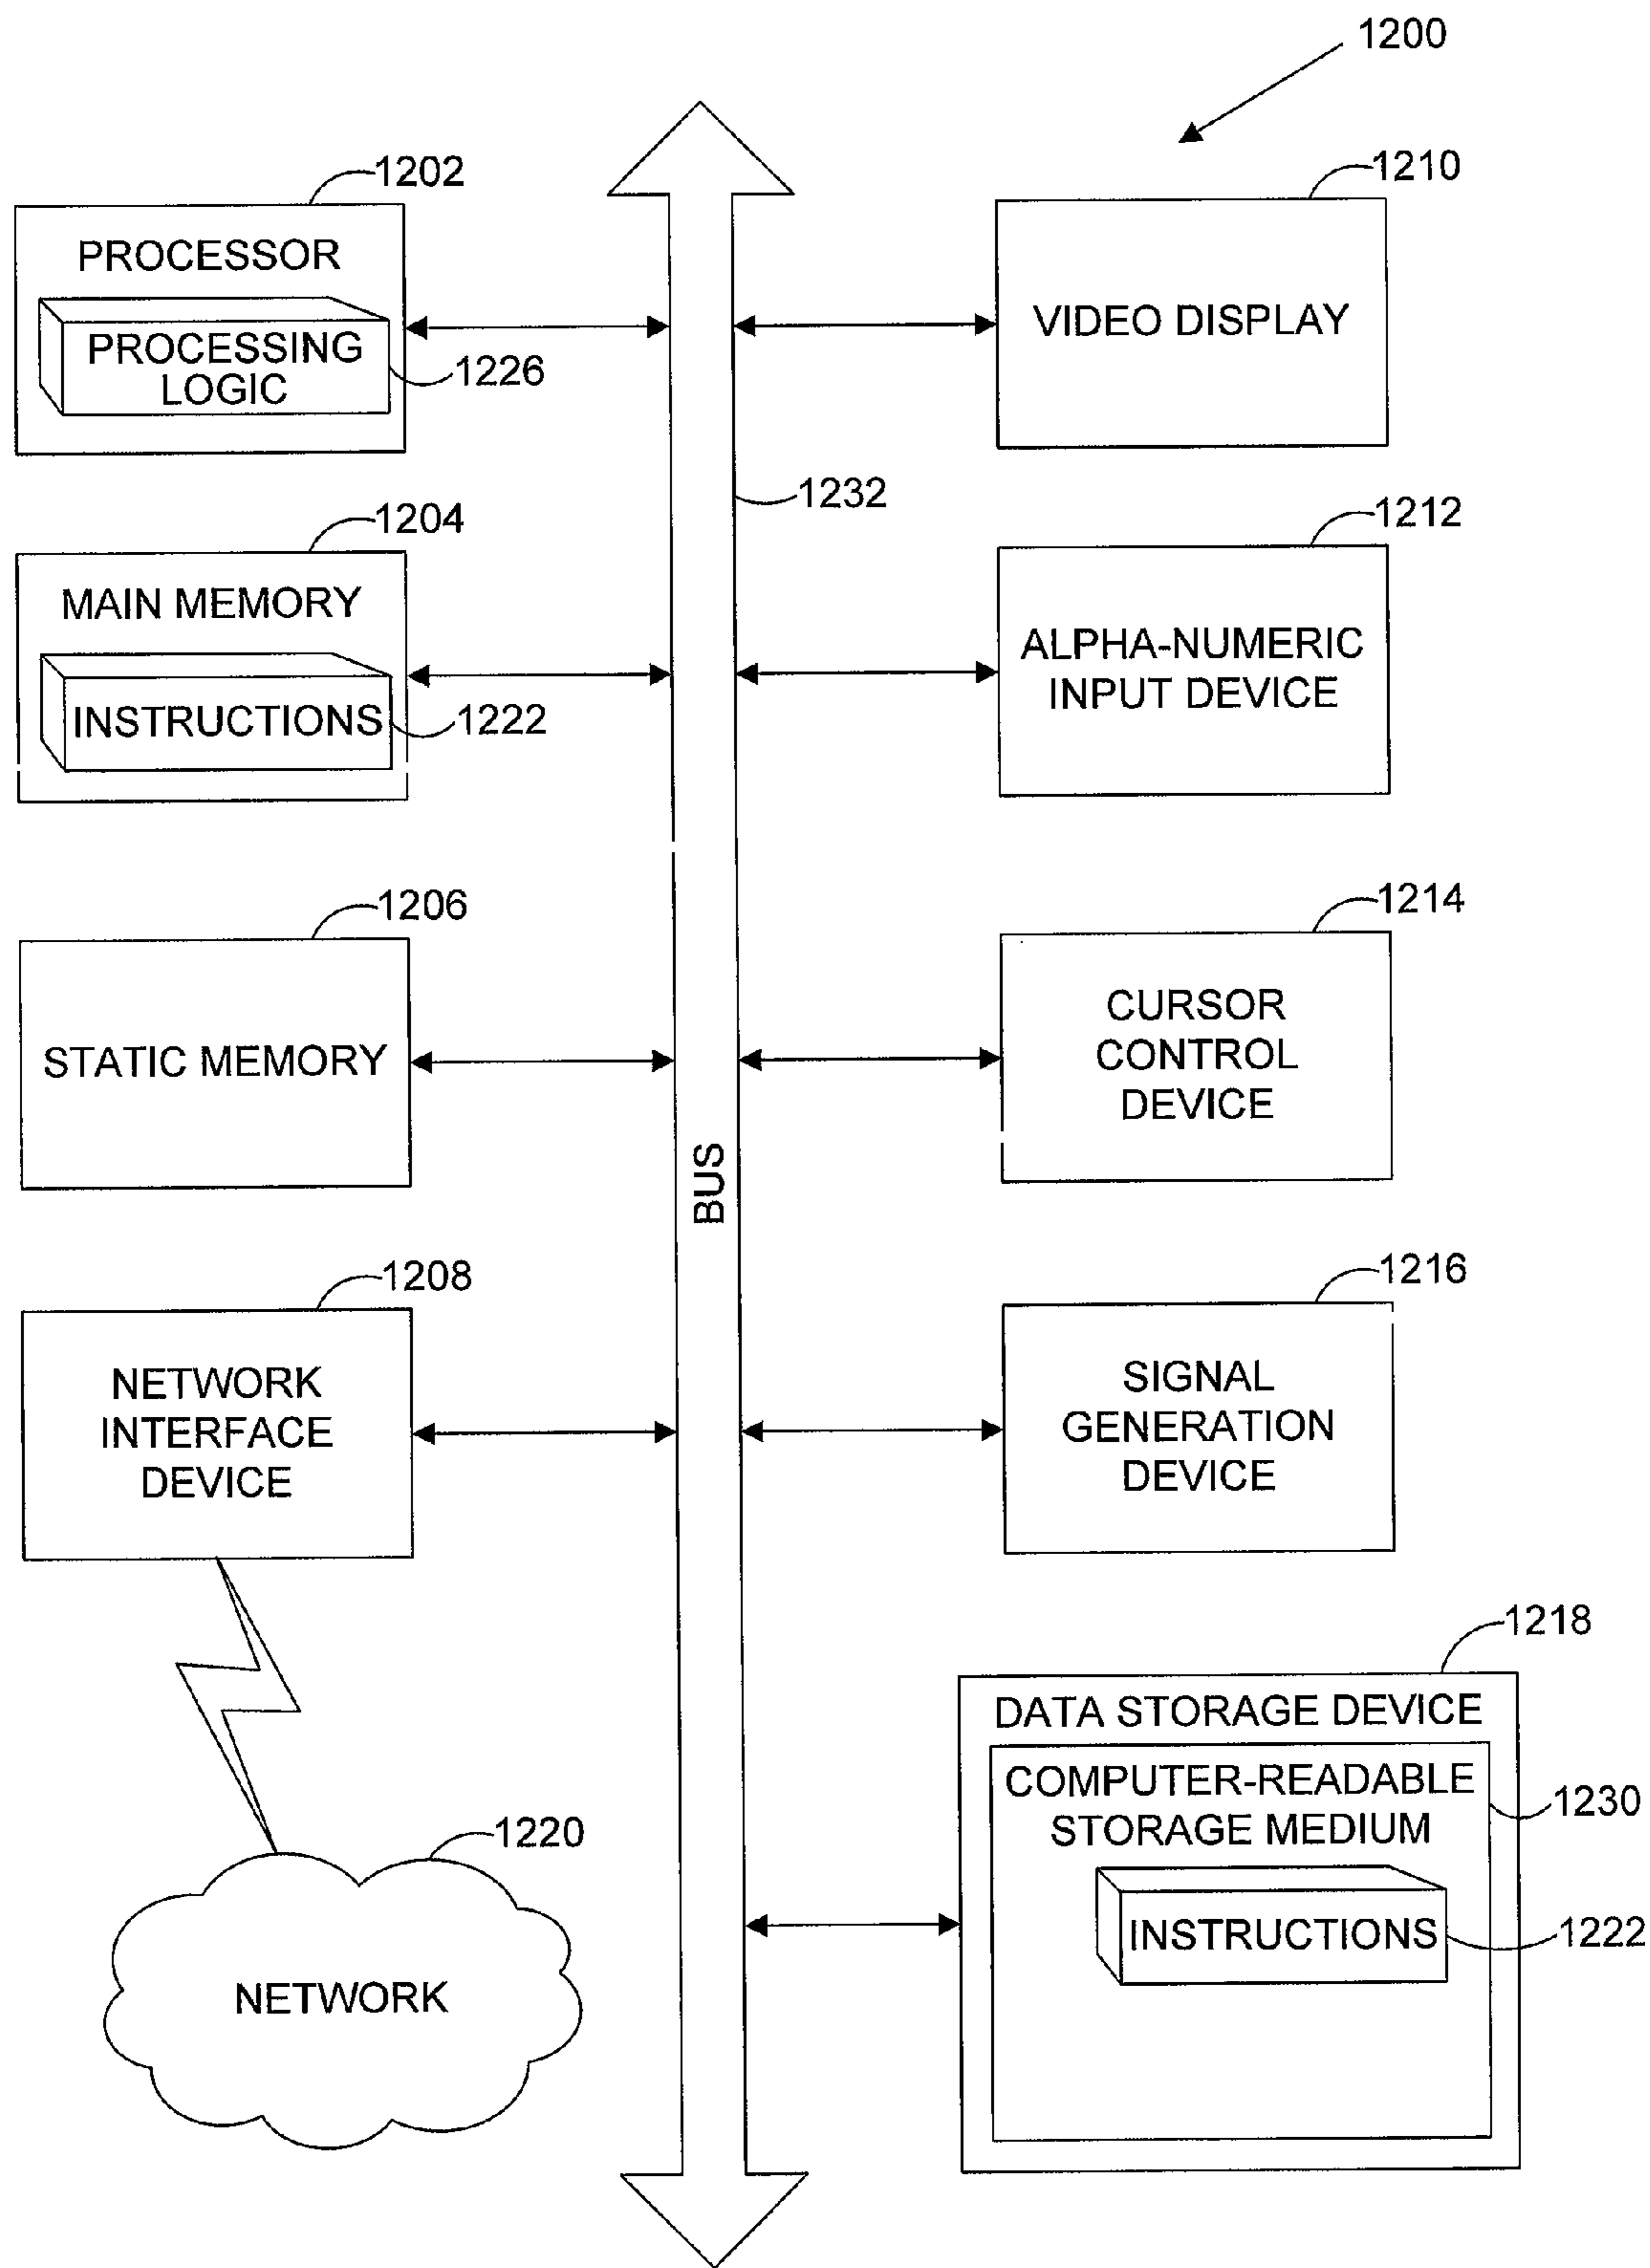 1200
1202
PROCESSOR
PROCESSING
LOGIC
1226
1210
VIDEO DISPLAY
1232
1204
MAIN MEMORY
INSTRUCTIONS
1222
1212
ALPHA-NUMERIC
INPUT DEVICE
1206
STATIC MEMORY
1214
CURSOR
CONTROL
DEVICE
BUS
1208
NETWORK
INTERFACE
DEVICE
1216
SIGNAL
GENERATION
DEVICE
1218
DATA STORAGE DEVICE
COMPUTER-READABLE
STORAGE MEDIUM
1230
INSTRUCTIONS
1222
1220
NETWORK